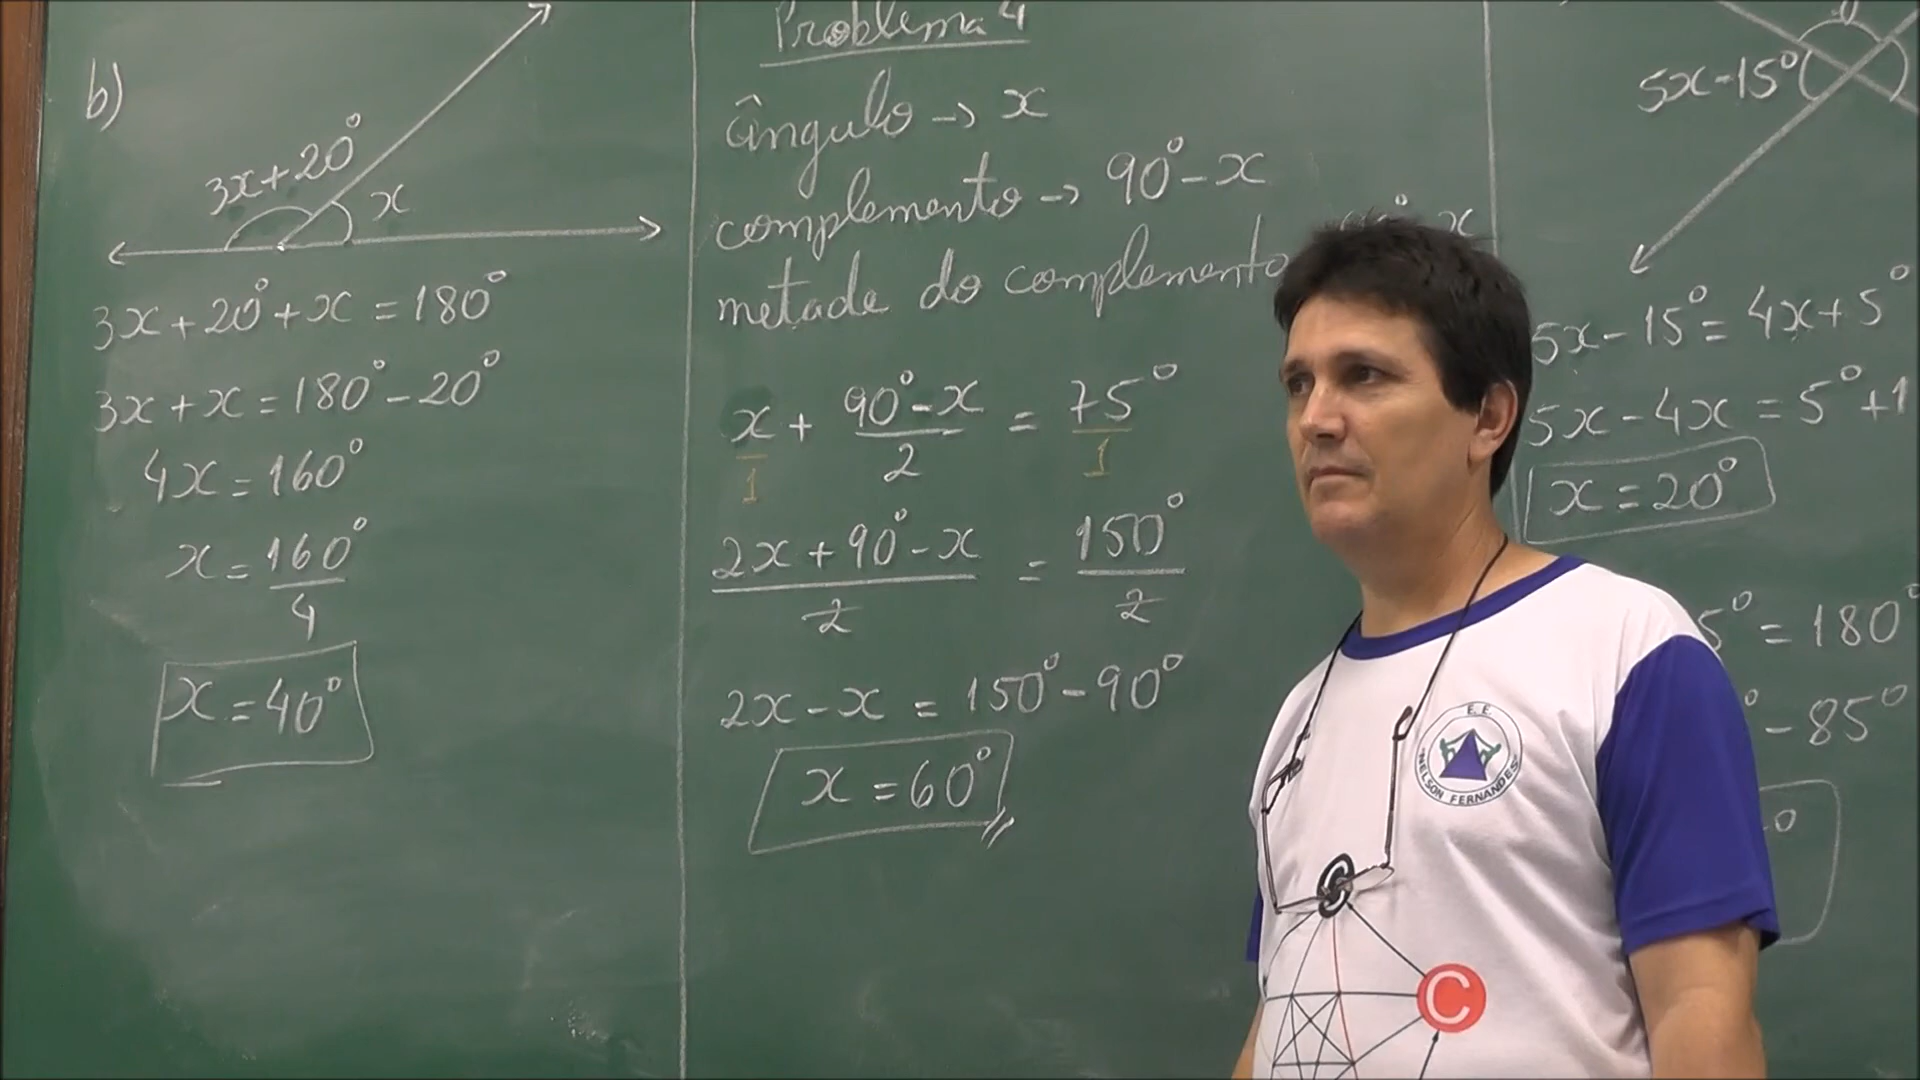 b)
3x+20°
x
3x+20°+x=180°
3x+x=180°-20°
4x=160°
x=160°
4
x=40°
Problema 4
ângulo → x
complemento → 90°-x
metade do complemento
x + 90°-x = 75°
1 2 1
2x+90°-x = 150°
2 2
2x-x = 150°-90°
x=60°
5x-15°
5x-15°=4x+5°
5x-4x=5°+1
x=20°
5°=180°
°-85°
E. E.
NELSON FERNANDES
C